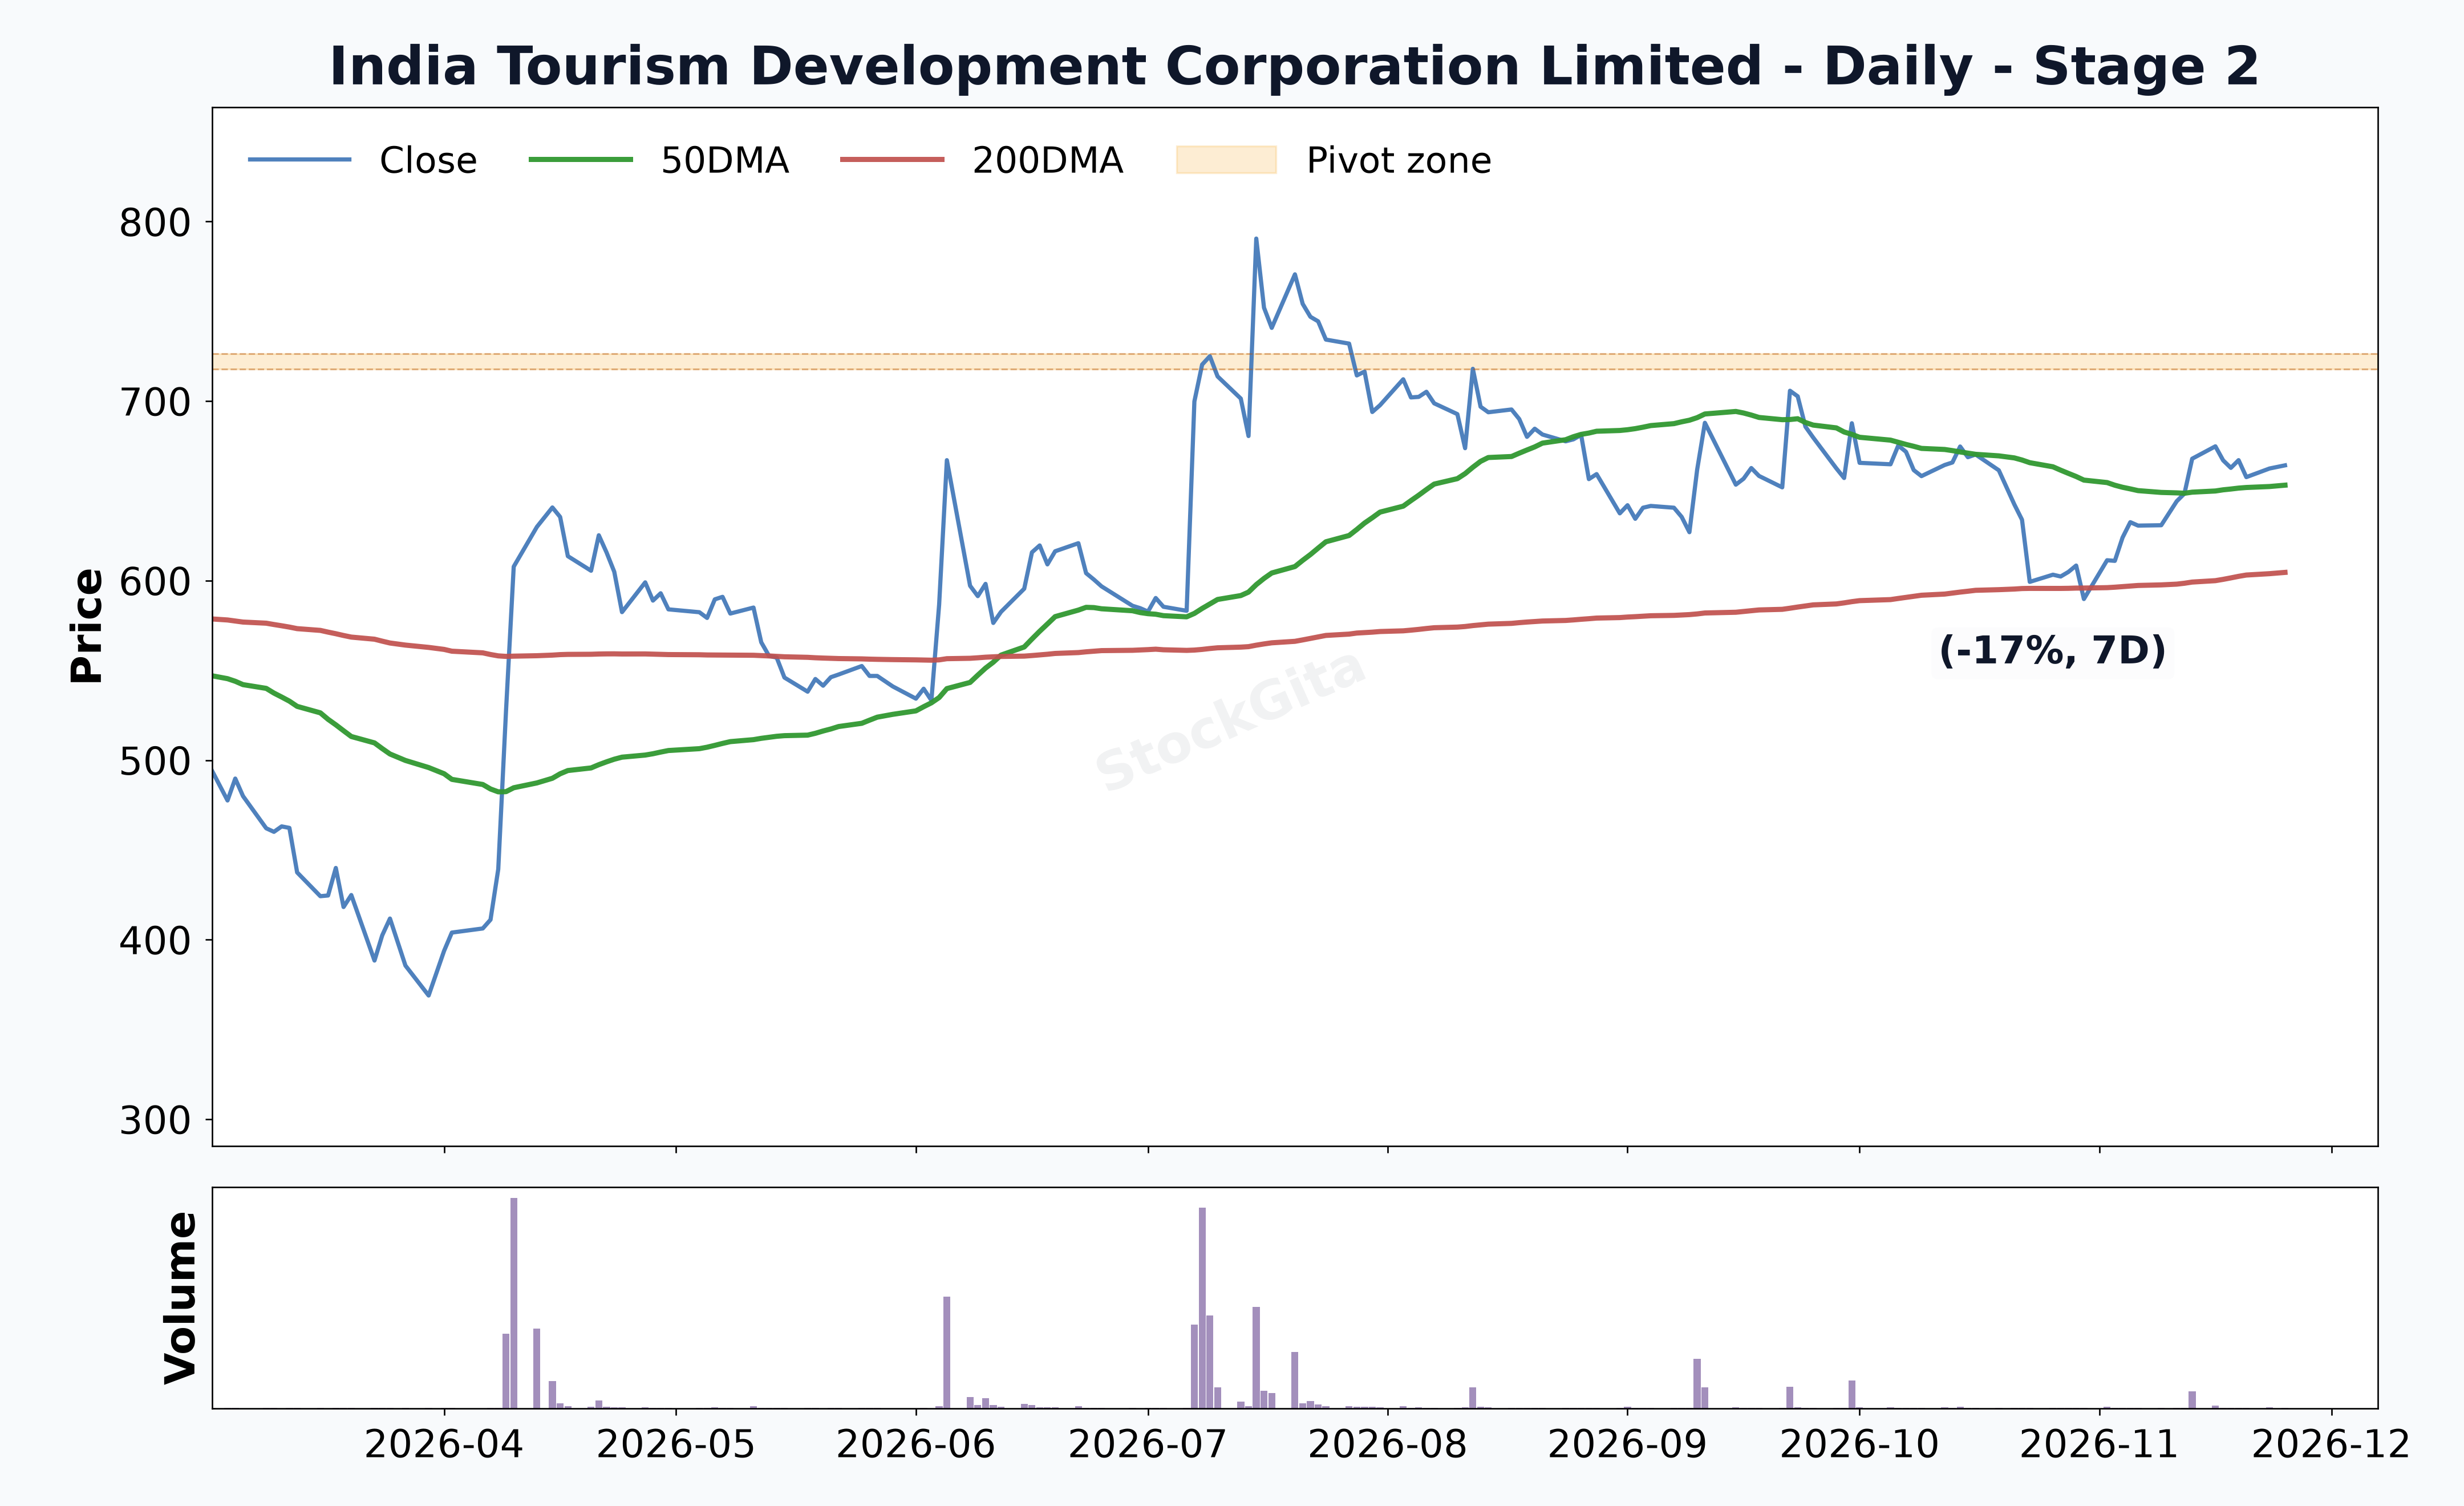 India Tourism Development Corporation Limited - Daily - Stage 2
Close 50DMA 200DMA Pivot zone
800
700
600
500
400
300
Price
(-17%, 7D)
StockGita
Volume
2026-04 2026-05 2026-06 2026-07 2026-08 2026-09 2026-10 2026-11 2026-12